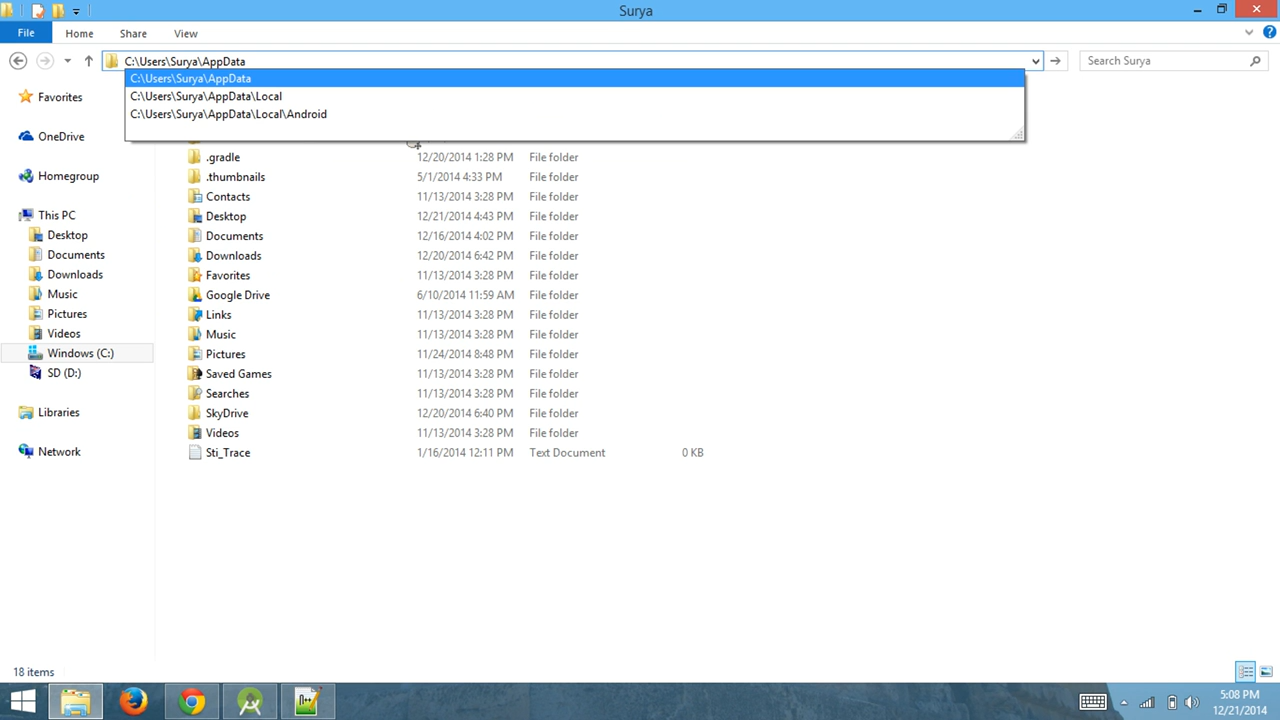 Surya
File Home Share View
C:\Users\Surya\AppData
Search Surya
C:\Users\Surya\AppData
C:\Users\Surya\AppData\Local
C:\Users\Surya\AppData\Local\Android
Favorites
OneDrive
Homegroup
This PC
Desktop
Documents
Downloads
Music
Pictures
Videos
Windows (C:)
SD (D:)
Libraries
Network
.gradle 12/20/2014 1:28 PM File folder
.thumbnails 5/1/2014 4:33 PM File folder
Contacts 11/13/2014 3:28 PM File folder
Desktop 12/21/2014 4:43 PM File folder
Documents 12/16/2014 4:02 PM File folder
Downloads 12/20/2014 6:42 PM File folder
Favorites 11/13/2014 3:28 PM File folder
Google Drive 6/10/2014 11:59 AM File folder
Links 11/13/2014 3:28 PM File folder
Music 11/13/2014 3:28 PM File folder
Pictures 11/24/2014 8:48 PM File folder
Saved Games 11/13/2014 3:28 PM File folder
Searches 11/13/2014 3:28 PM File folder
SkyDrive 12/20/2014 6:40 PM File folder
Videos 11/13/2014 3:28 PM File folder
Sti_Trace 1/16/2014 12:11 PM Text Document 0 KB
18 items
5:08 PM
12/21/2014